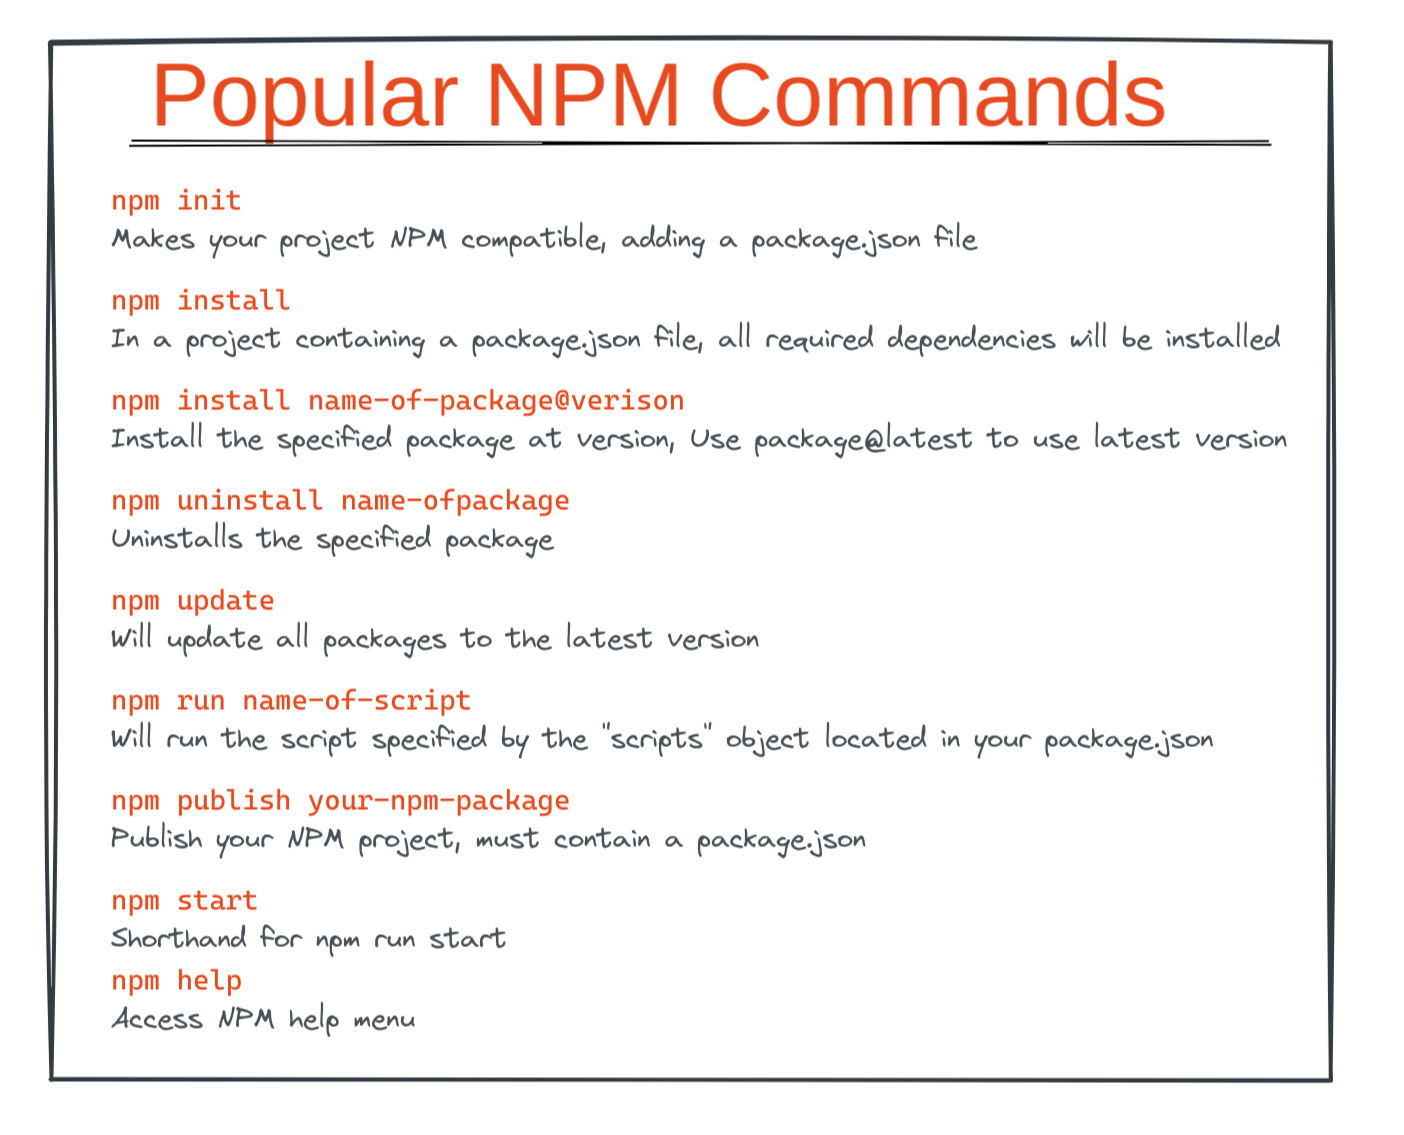 Popular NPM Commands
npm init
Makes your project NPM compatible, adding a package.json file
npm install
In a project containing a package.json file, all required dependencies will be installed
npm install name-of-package@verison
Install the specified package at version, Use package@latest to use latest version
npm uninstall name-ofpackage
Uninstalls the specified package
npm update
Will update all packages to the latest version
npm run name-of-script
Will run the script specified by the "scripts" object located in your package.json
npm publish your-npm-package
Publish your NPM project, must contain a package.json
npm start
Shorthand for npm run start
npm help
Access NPM help menu